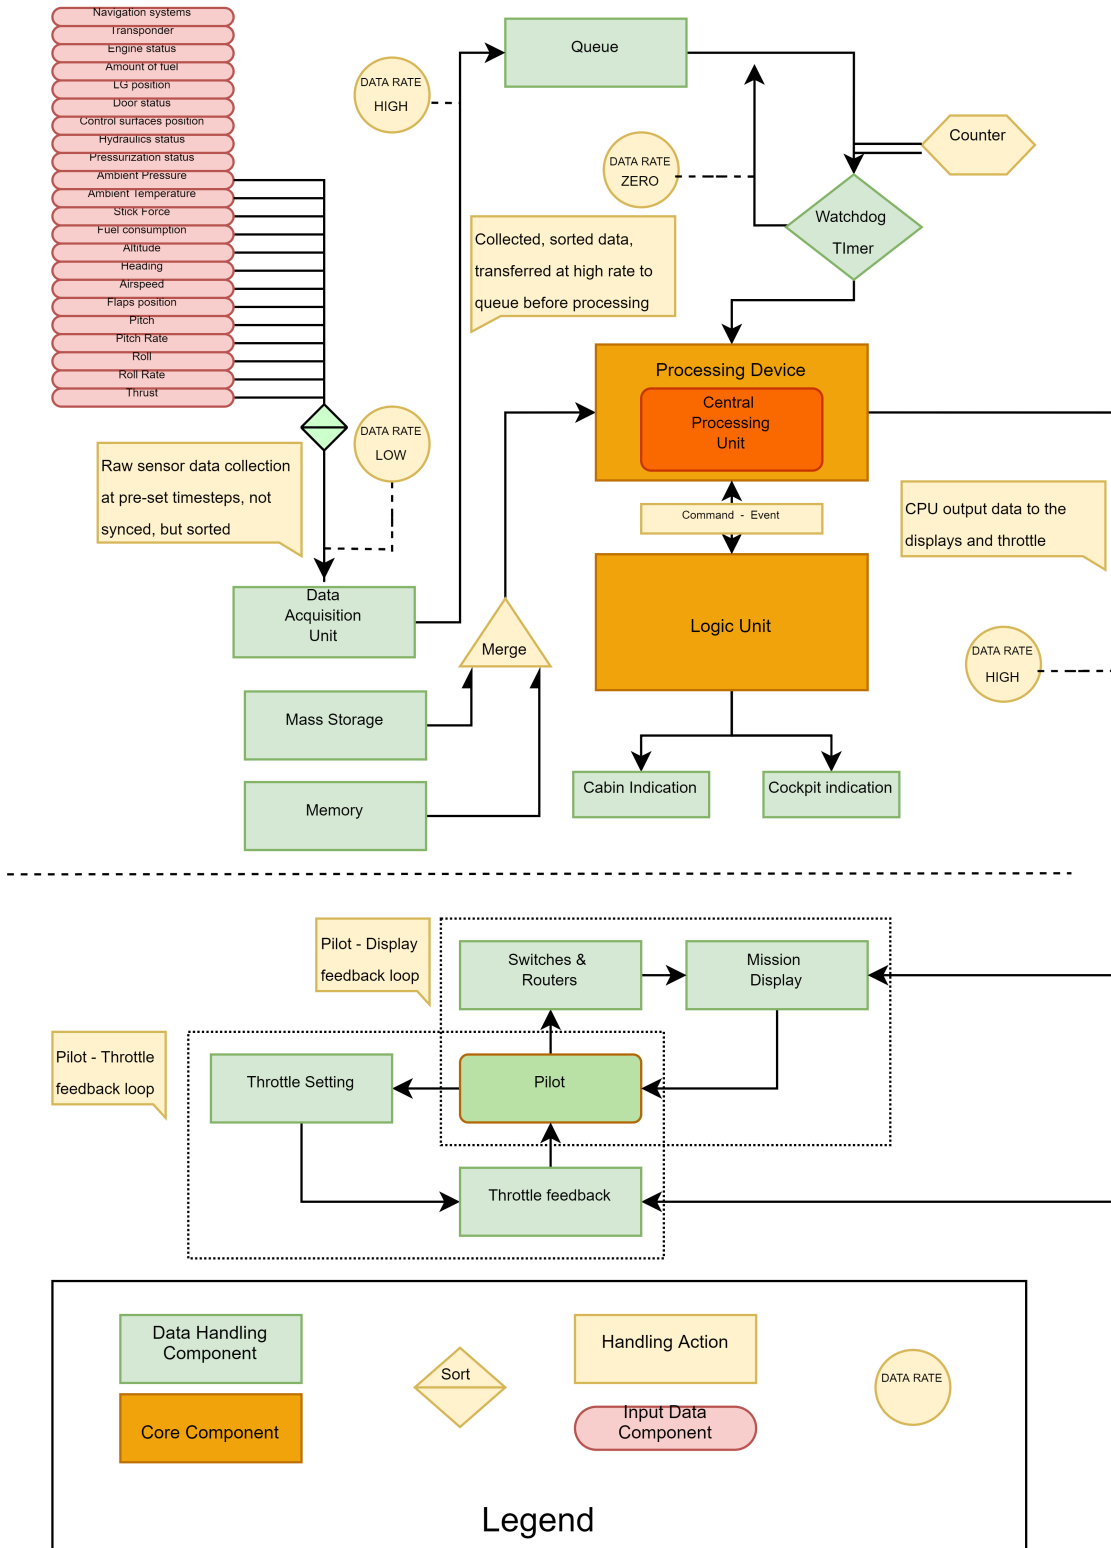 Navigation systems
Transponder
Engine status
Amount of fuel
LG position
Door status
Control surfaces position
Hydraulics status
Pressurization status
Ambient Pressure
Ambient Temperature
Stick Force
Fuel consumption
Altitude
Heading
Airspeed
Flaps position
Pitch
Pitch Rate
Roll
Roll Rate
Thrust
DATA RATE
HIGH
Queue
Counter
DATA RATE
ZERO
Watchdog
TImer
Collected, sorted data,
transferred at high rate to
queue before processing
Processing Device
Central
Processing
Unit
DATA RATE
LOW
Raw sensor data collection
at pre-set timesteps, not
synced, but sorted
Command - Event
CPU output data to the
displays and throttle
Data
Acquisition
Unit
Merge
Logic Unit
DATA RATE
HIGH
Mass Storage
Memory
Cabin Indication
Cockpit indication
Pilot - Display
feedback loop
Switches &
Routers
Mission
Display
Pilot - Throttle
feedback loop
Throttle Setting
Pilot
Throttle feedback
Data Handling
Component
Sort
Handling Action
DATA RATE
Core Component
Input Data
Component
Legend